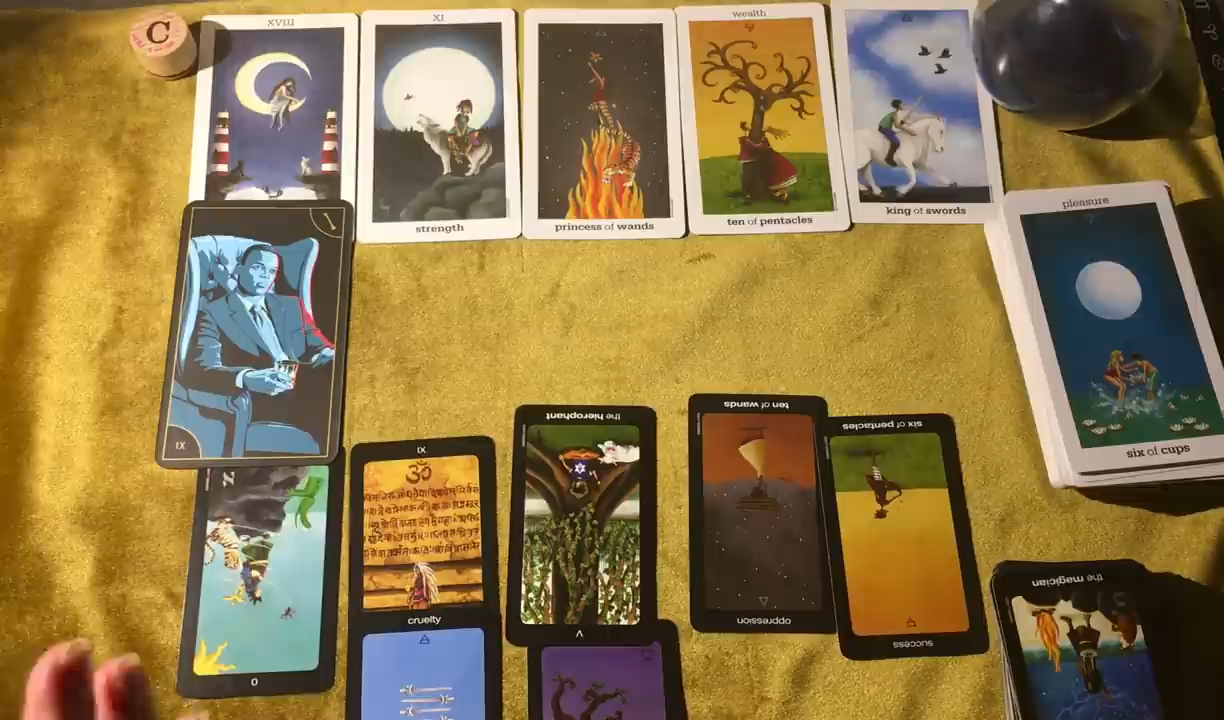 C
XVIII
XI
wealth
strength
princess of wands
ten of pentacles
king of swords
pleasure
six of cups
I
IX
the hierophant
ten of wands
six of pentacles
IX
ॐ
0
cruelty
V
oppression
success
the magician